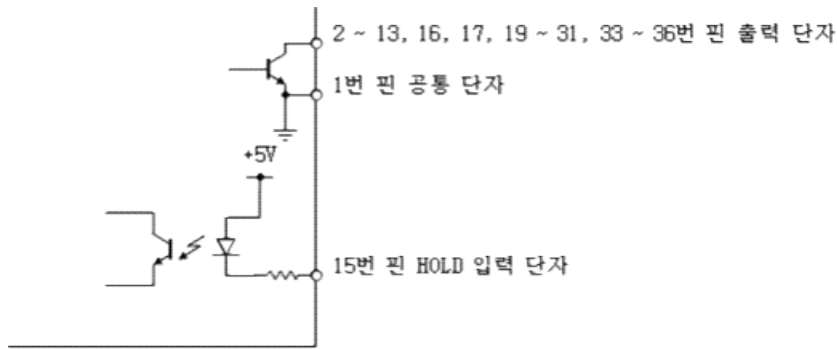 2 ~ 13, 16, 17, 19 ~ 31, 33 ~ 36번 핀 출력 단자
1번 핀 공통 단자
+5V
15번 핀 HOLD 입력 단자